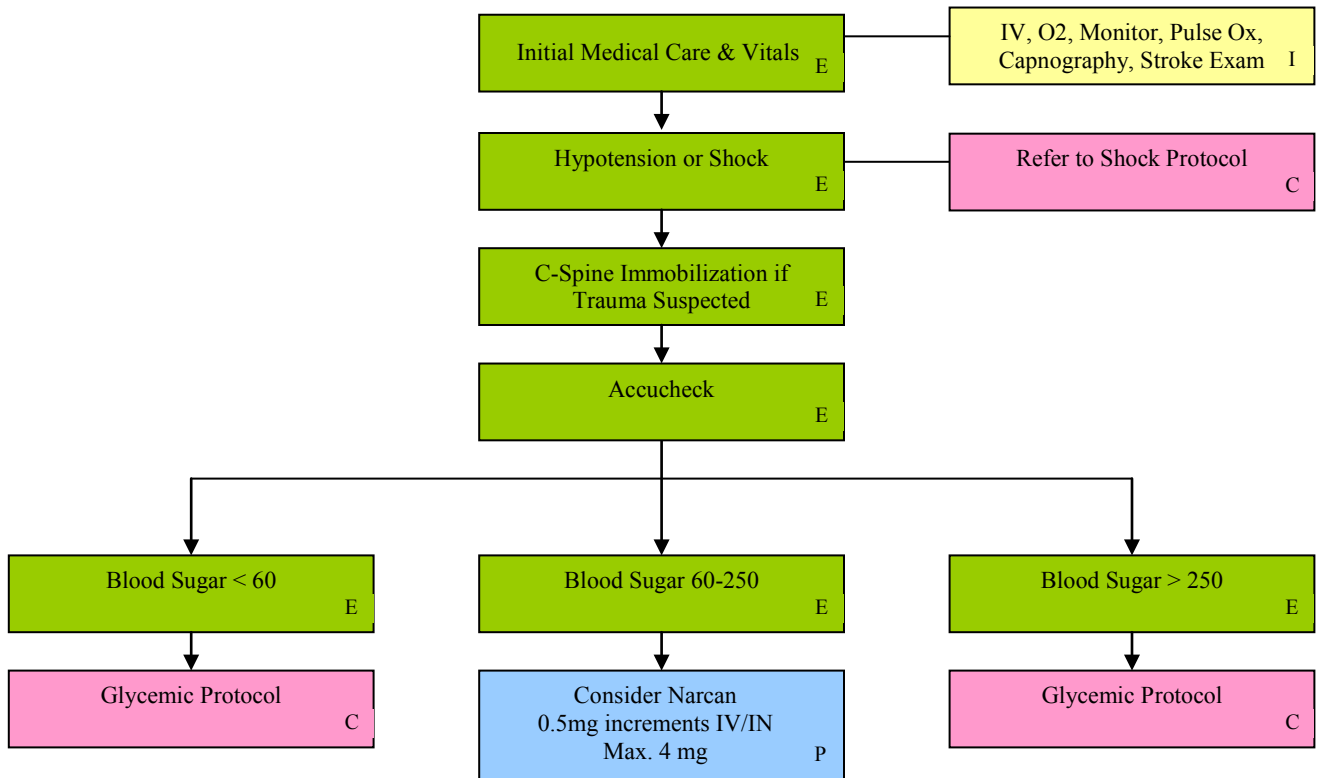 Initial Medical Care & Vitals
E
IV, O2, Monitor, Pulse Ox,
Capnography, Stroke Exam
I
Hypotension or Shock
E
Refer to Shock Protocol
C
C-Spine Immobilization if
Trauma Suspected
E
Accucheck
E
Blood Sugar < 60
E
Blood Sugar 60-250
E
Blood Sugar > 250
E
Glycemic Protocol
C
Consider Narcan
0.5mg increments IV/IN
Max. 4 mg
P
Glycemic Protocol
C